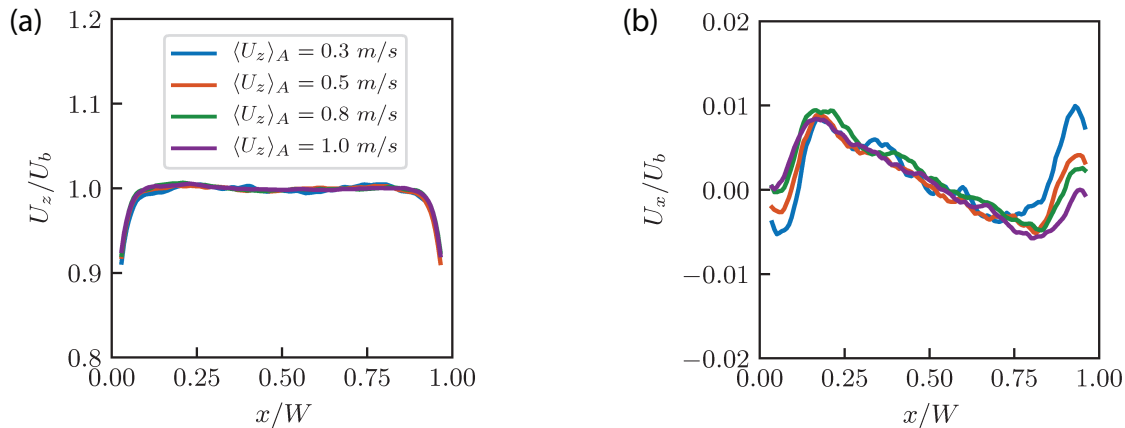 (a)
1.2
1.1
1.0
0.9
0.8
U_z/U_b
⟨U_z⟩_A = 0.3 m/s
⟨U_z⟩_A = 0.5 m/s
⟨U_z⟩_A = 0.8 m/s
⟨U_z⟩_A = 1.0 m/s
0.00 0.25 0.50 0.75 1.00
x/W
(b)
0.02
0.01
0.00
−0.01
−0.02
U_x/U_b
0.00 0.25 0.50 0.75 1.00
x/W